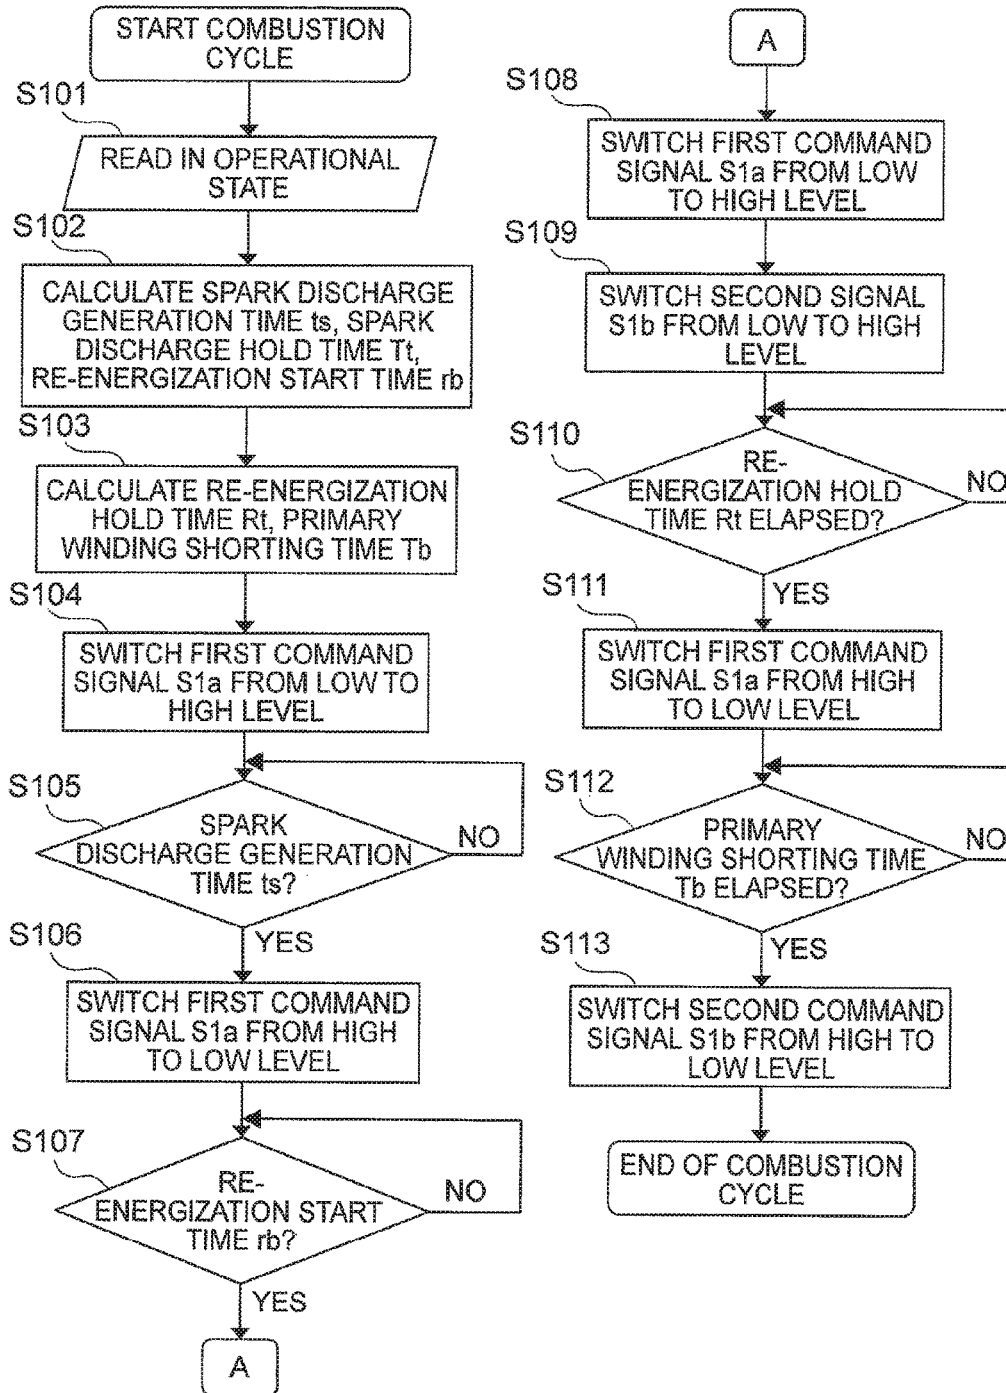 START COMBUSTION
CYCLE
S101
READ IN OPERATIONAL
STATE
S102
CALCULATE SPARK DISCHARGE
GENERATION TIME ts, SPARK
DISCHARGE HOLD TIME Tt,
RE-ENERGIZATION START TIME rb
S103
CALCULATE RE-ENERGIZATION
HOLD TIME Rt, PRIMARY
WINDING SHORTING TIME Tb
S104
SWITCH FIRST COMMAND
SIGNAL S1a FROM LOW TO
HIGH LEVEL
S105
SPARK
DISCHARGE GENERATION
TIME ts?
NO
YES
S106
SWITCH FIRST COMMAND
SIGNAL S1a FROM HIGH
TO LOW LEVEL
S107
RE-
ENERGIZATION START
TIME rb?
NO
YES
A
A
S108
SWITCH FIRST COMMAND
SIGNAL S1a FROM LOW
TO HIGH LEVEL
S109
SWITCH SECOND SIGNAL
S1b FROM LOW TO HIGH
LEVEL
S110
RE-
ENERGIZATION HOLD
TIME Rt ELAPSED?
NO
YES
S111
SWITCH FIRST COMMAND
SIGNAL S1a FROM HIGH
TO LOW LEVEL
S112
PRIMARY
WINDING SHORTING TIME
Tb ELAPSED?
NO
YES
S113
SWITCH SECOND COMMAND
SIGNAL S1b FROM HIGH TO
LOW LEVEL
END OF COMBUSTION
CYCLE